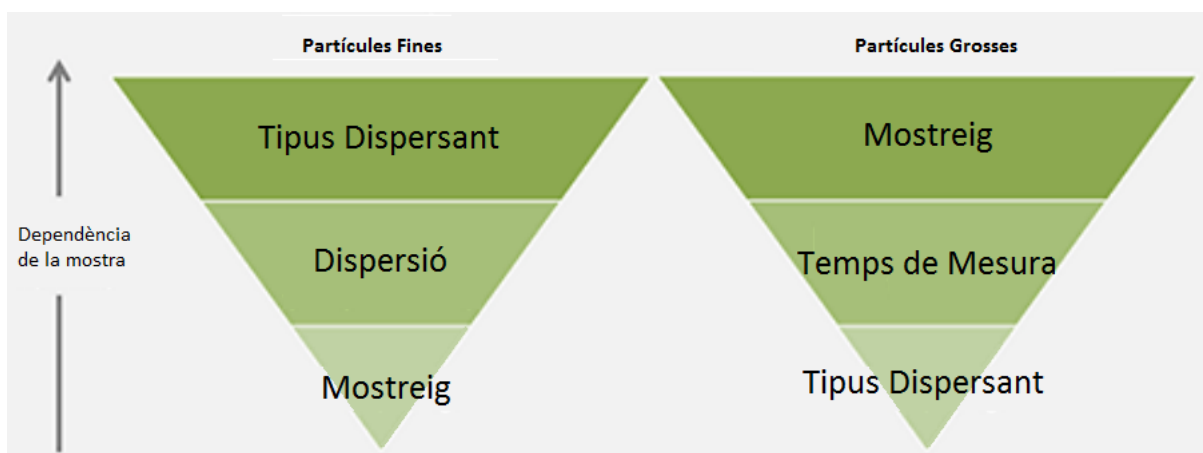 Partícules Fines
Partícules Grosses
Tipus Dispersant
Mostreig
Dependència
de la mostra
Dispersió
Temps de Mesura
Mostreig
Tipus Dispersant